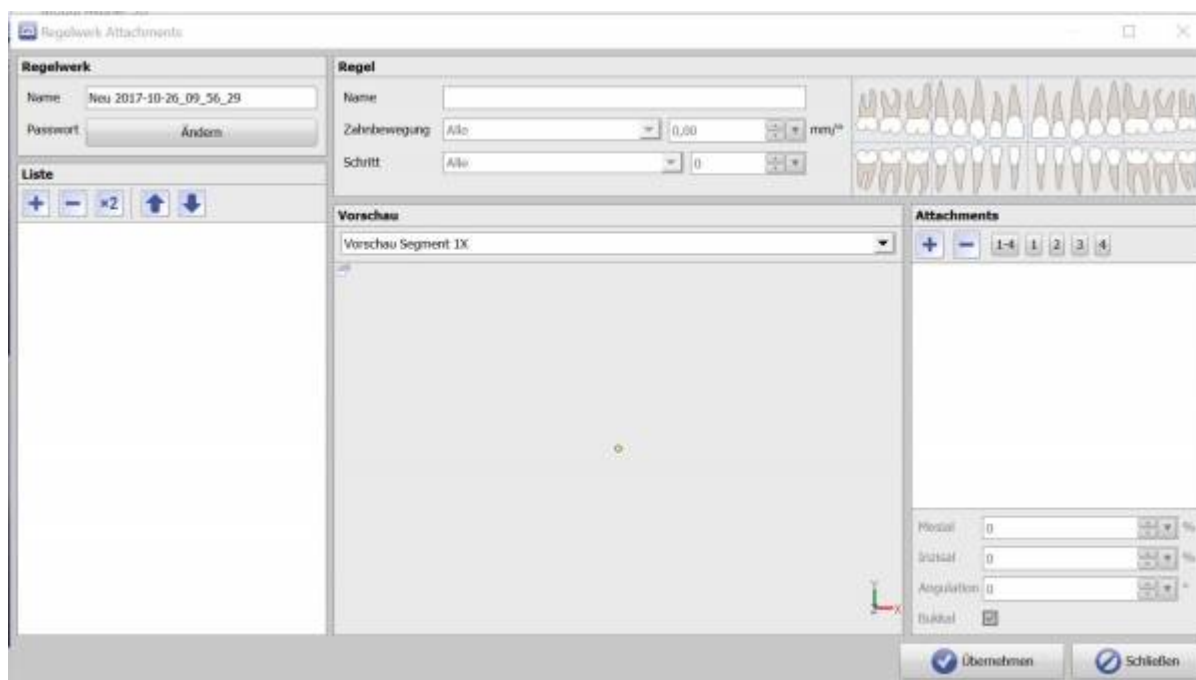 Regelwerk Attachments
Regelwerk
Name Neu 2017-10-26_09_56_29
Passwort Ändern
Liste
×2
Regel
Name
Zahnbewegung Alle 0,00 mm/°
Schritt Alle 0
Vorschau
Vorschau Segment 1X
Y
Z X
Attachments
1-4 1 2 3 4
Mesial 0 %
Inzisal 0 %
Angulation 0 °
Bukkal
Übernehmen Schließen